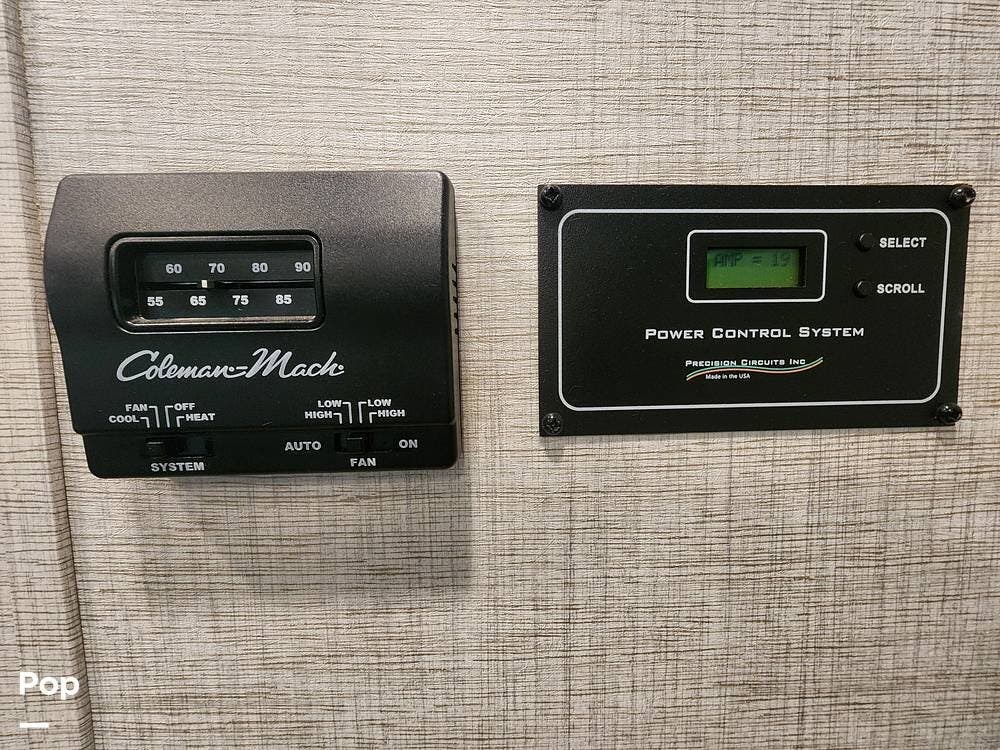 60 70 80 90
55 65 75 85
Coleman-Mach
FAN OFF
COOL HEAT
LOW LOW
HIGH HIGH
AUTO ON
SYSTEM
FAN
AMP = 19
SELECT
SCROLL
POWER CONTROL SYSTEM
PRECISION CIRCUITS INC
Made in the USA
Pop